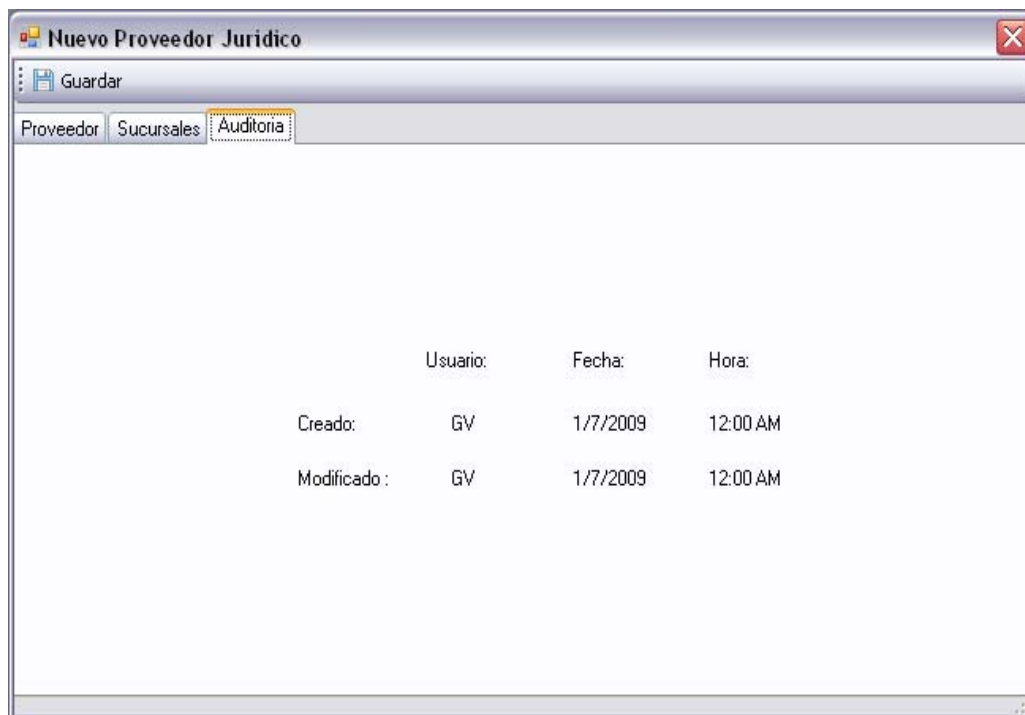 Nuevo Proveedor Juridico
Guardar
Proveedor Sucursales Auditoria
Usuario: Fecha: Hora:
Creado: GV 1/7/2009 12:00 AM
Modificado : GV 1/7/2009 12:00 AM